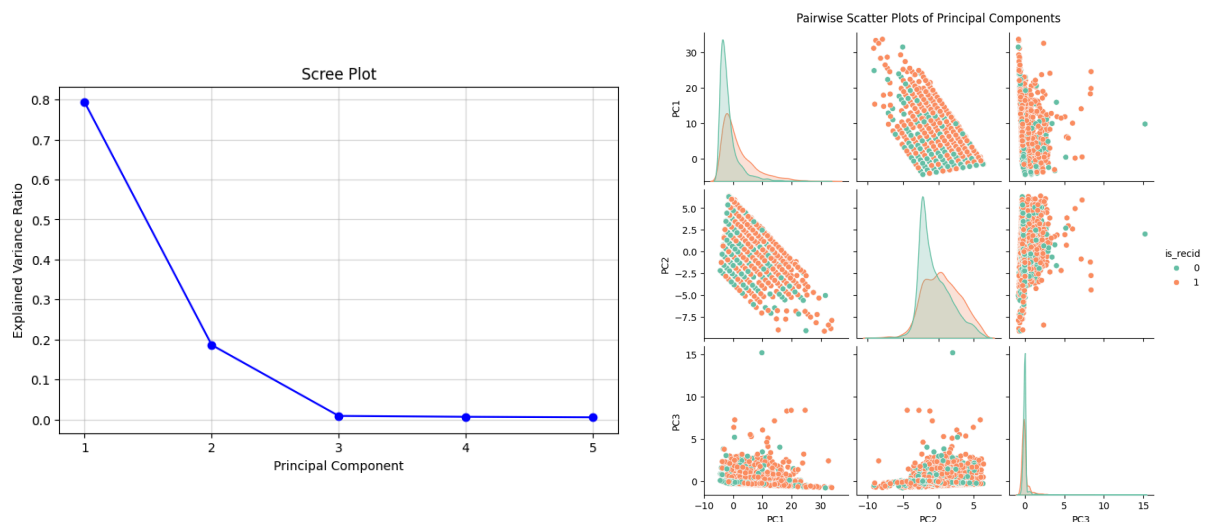 Scree Plot
Explained Variance Ratio
0.8
0.7
0.6
0.5
0.4
0.3
0.2
0.1
0.0
1 2 3 4 5
Principal Component
Pairwise Scatter Plots of Principal Components
PC1
30
20
10
0
PC2
5.0
2.5
0.0
−2.5
−5.0
−7.5
PC3
15
10
5
0
−10 0 10 20 30
PC1
−10 −5 0 5
PC2
0 5 10 15
PC3
is_recid
0
1